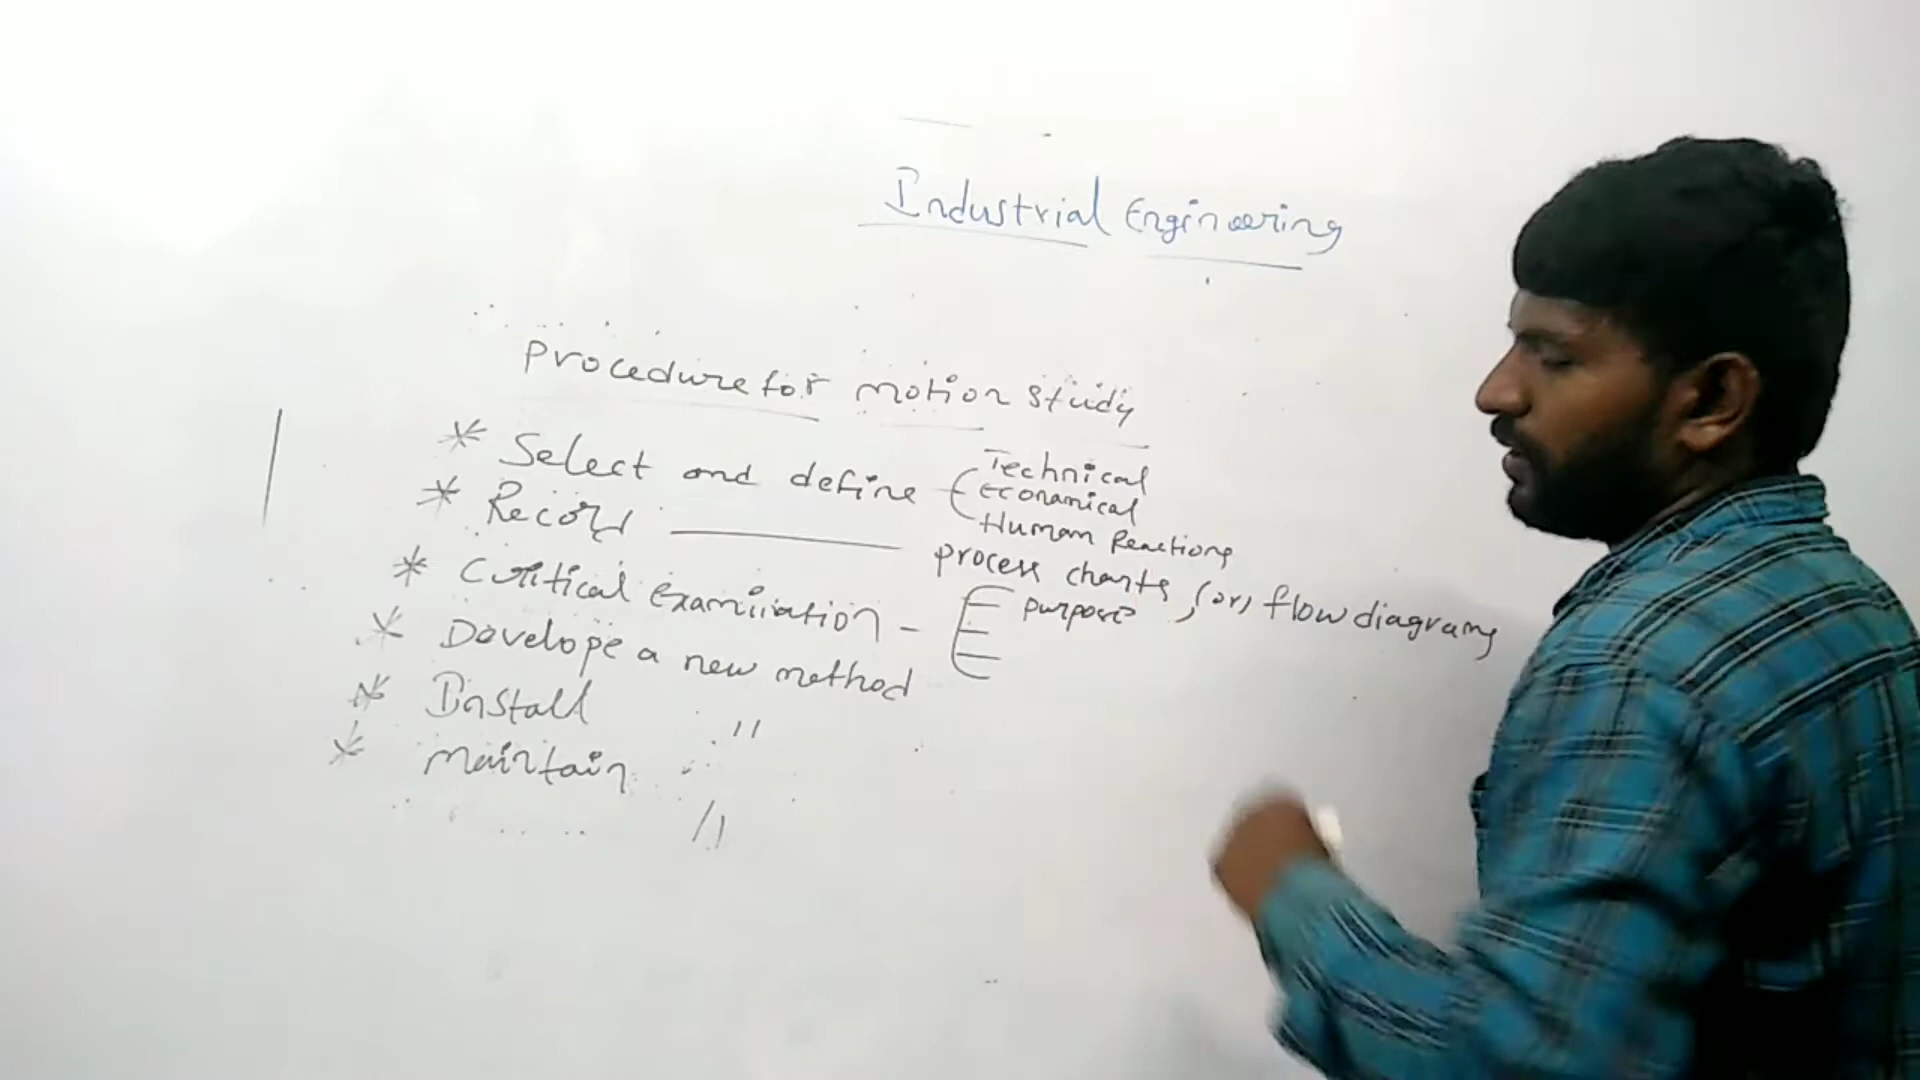 Industrial Engineering
Procedure for motion study
* Select and define { Technical
Economical
Human Reactions
* Record — process charts, (or) flow diagrams
* Critical Examination - [ purpose
* Develope a new method
* Install "
* maintain "